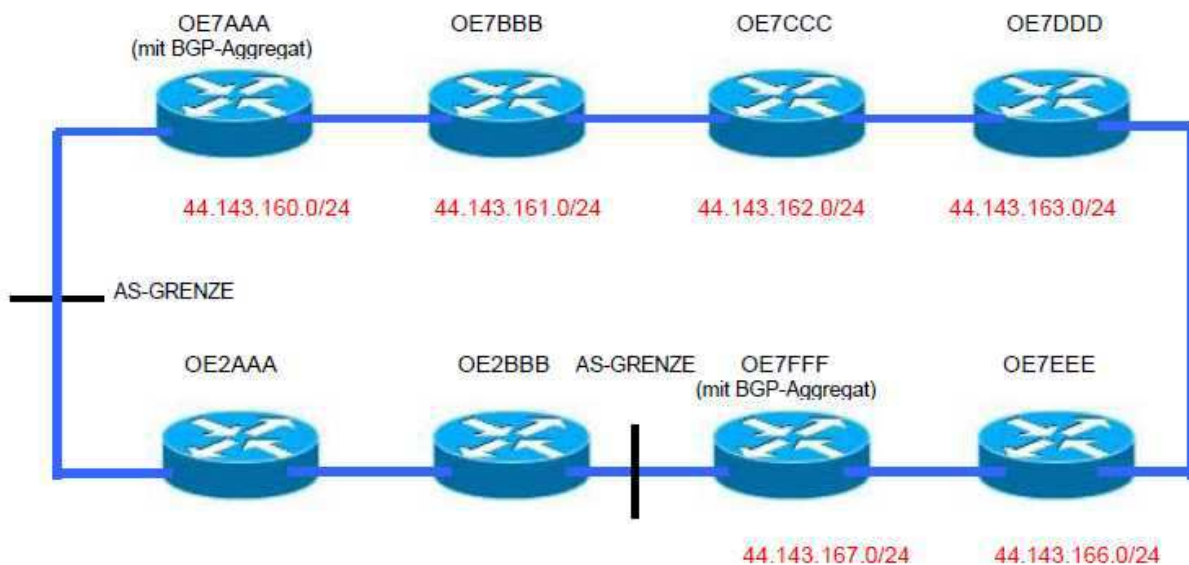 OE7AAA
(mit BGP-Aggregat)
OE7BBB
OE7CCC
OE7DDD
44.143.160.0/24
44.143.161.0/24
44.143.162.0/24
44.143.163.0/24
AS-GRENZE
OE2AAA
OE2BBB
AS-GRENZE
OE7FFF
(mit BGP-Aggregat)
OE7EEE
44.143.167.0/24
44.143.166.0/24